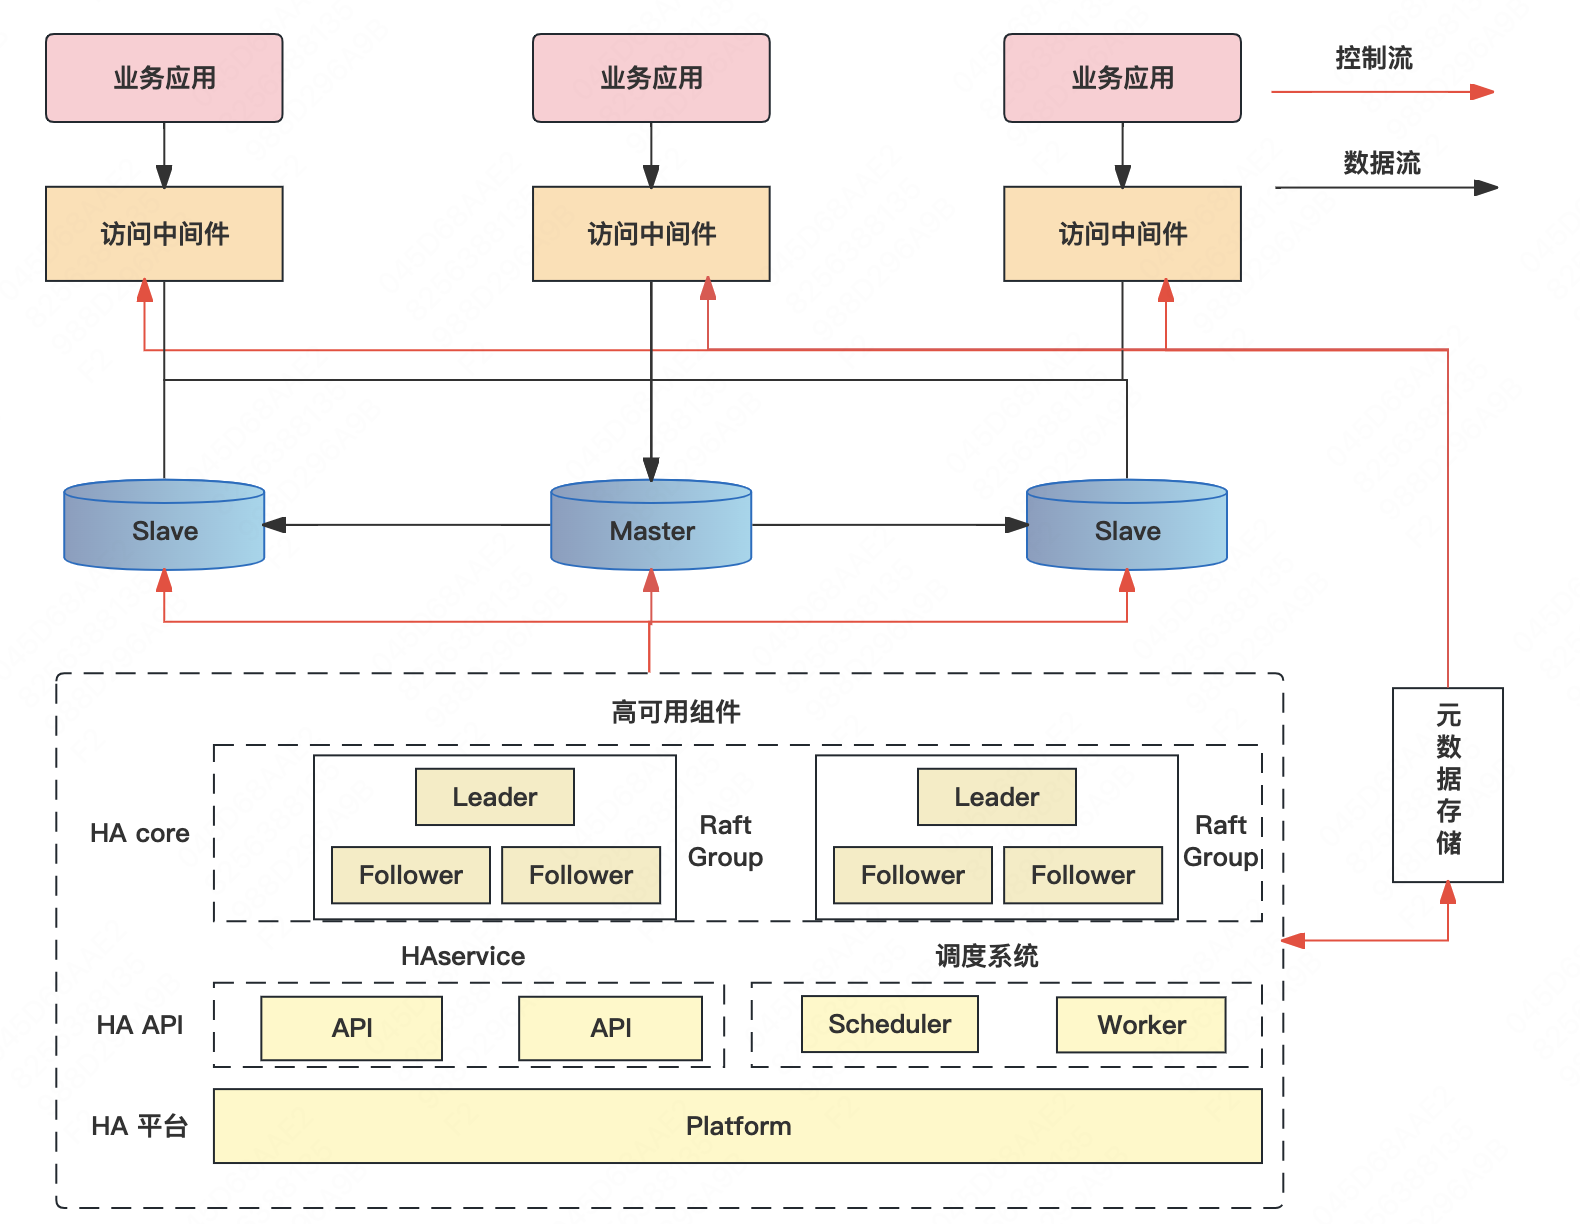 业务应用
业务应用
业务应用
控制流
数据流
访问中间件
访问中间件
访问中间件
Slave
Master
Slave
高可用组件
HA core
Leader
Follower
Follower
Raft
Group
Leader
Follower
Follower
Raft
Group
元
数
据
存
储
HAservice
调度系统
HA API
API
API
Scheduler
Worker
HA 平台
Platform